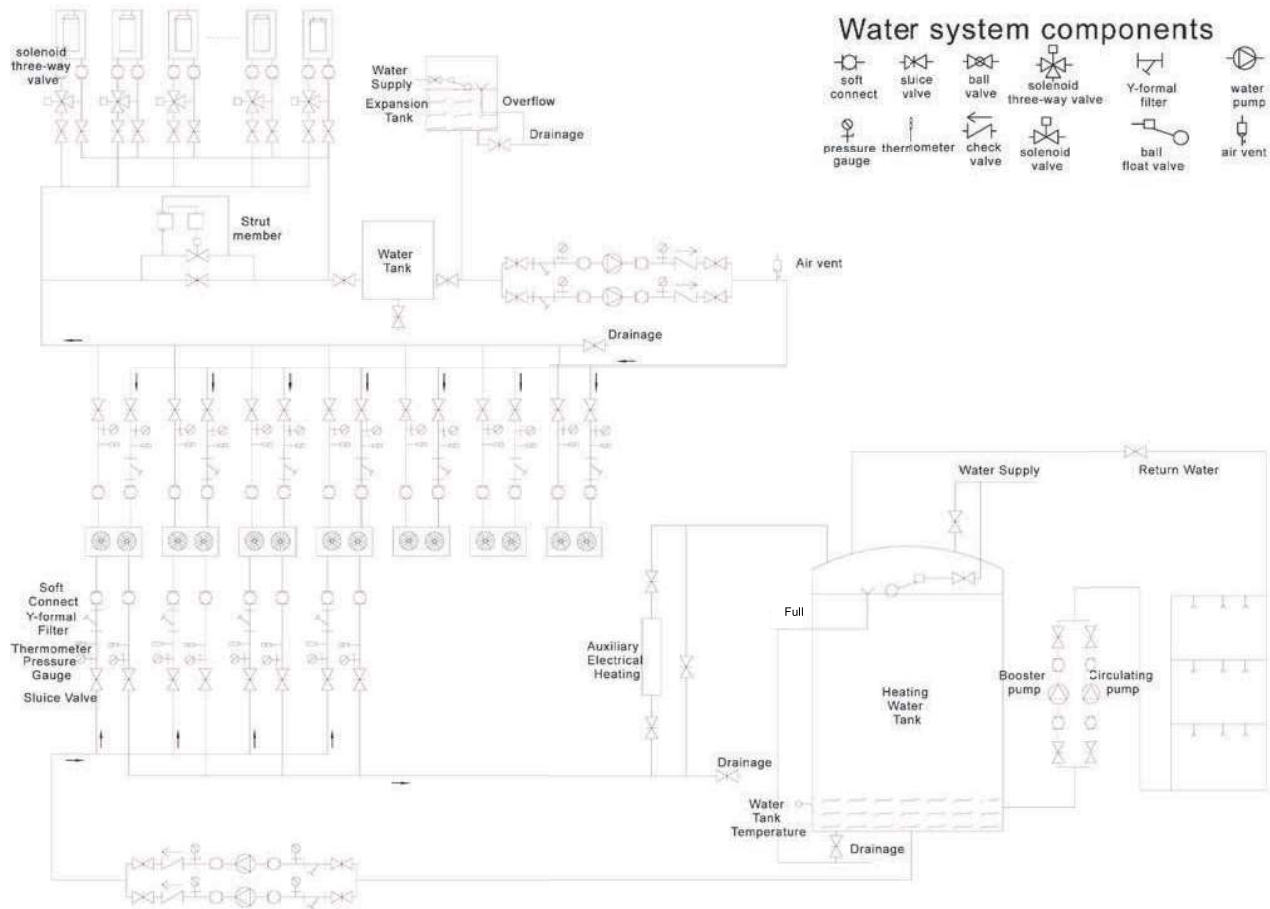 Water system components
soft
connect
sluice
valve
ball
valve
solenoid
three-way valve
Y-formal
filter
water
pump
pressure
gauge
thermometer
check
valve
solenoid
valve
ball
float valve
air vent
solenoid
three-way
valve
Water
Supply
Expansion
Tank
Overflow
Drainage
Strut
member
Water
Tank
Air vent
Drainage
Water Supply
Return Water
Soft
Connect
Y-formal
Filter
Thermometer
Pressure
Gauge
Sluice Valve
Full
Auxiliary
Electrical
Heating
Heating
Water
Tank
Booster
pump
Circulating
pump
Drainage
Water
Tank
Temperature
Drainage